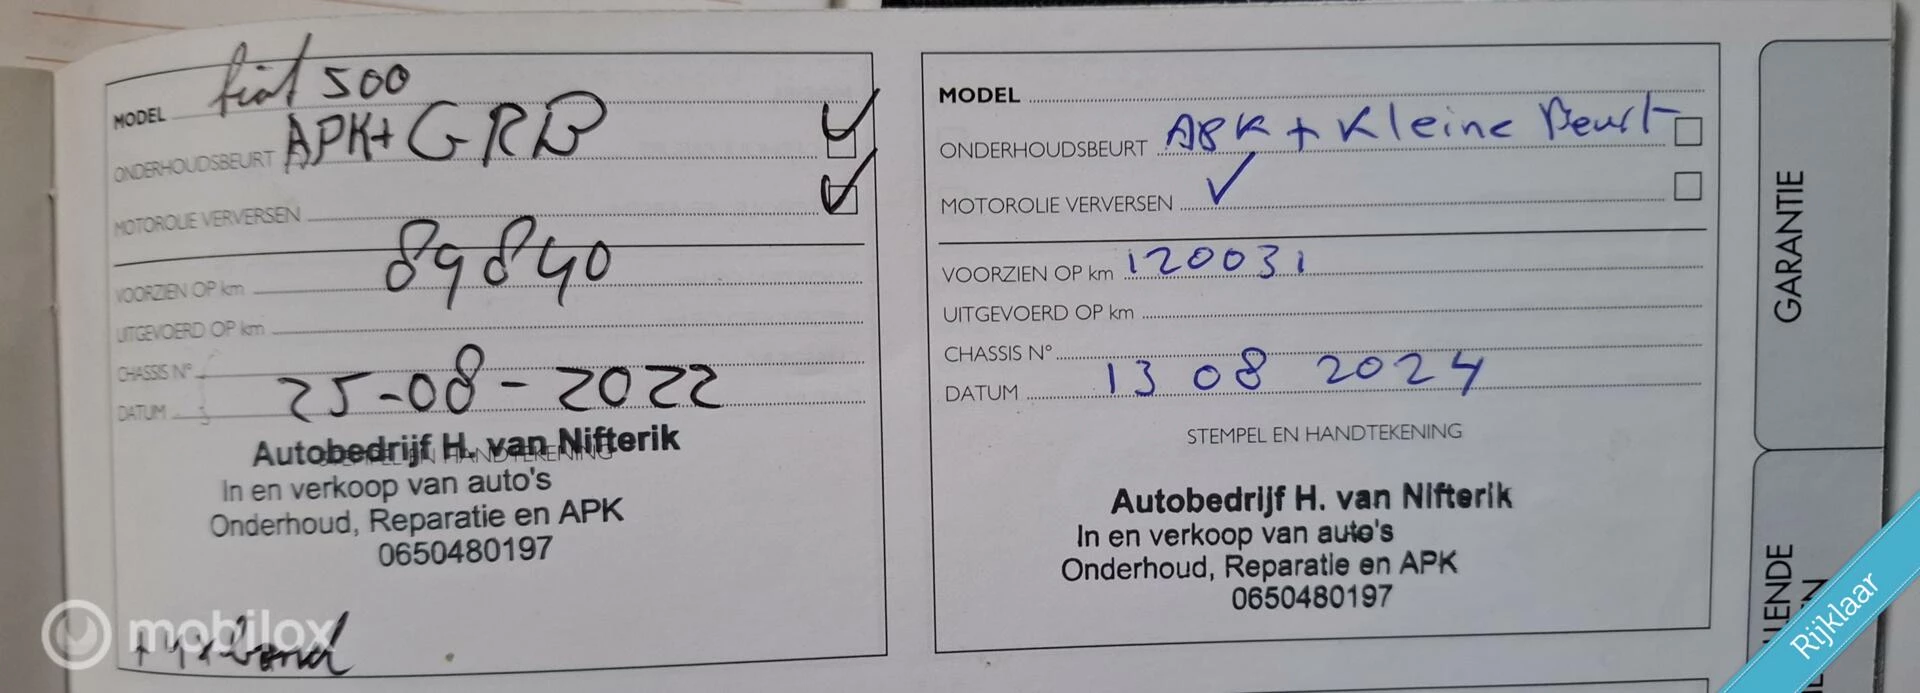 MODEL fiat 500
ONDERHOUDSBEURT APK+ GRB
MOTOROLIE VERVERSEN
VOORZIEN OP km 89840
UITGEVOERD OP km
CHASSIS N°
DATUM 25-08-2022
STEMPEL EN HANDTEKENING
Autobedrijf H. van Nifterik
In en verkoop van auto's
Onderhoud, Reparatie en APK
0650480197
+ 4x band
mobilox
MODEL
ONDERHOUDSBEURT APK + Kleine Beurt
MOTOROLIE VERVERSEN ✓
VOORZIEN OP km 120031
UITGEVOERD OP km
CHASSIS N°
DATUM 13 08 2024
STEMPEL EN HANDTEKENING
Autobedrijf H. van Nifterik
In en verkoop van auto's
Onderhoud, Reparatie en APK
0650480197
GARANTIE
Rijklaar